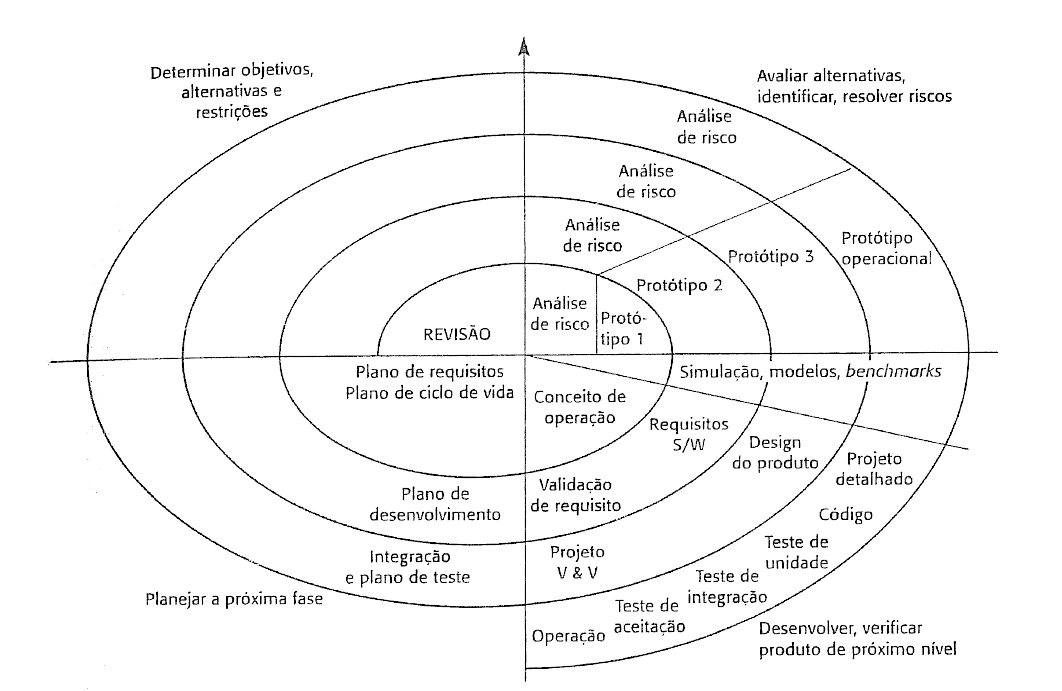 Determinar objetivos,
alternativas e
restrições
Avaliar alternativas,
identificar, resolver riscos
Análise
de risco
Análise
de risco
Análise
de risco
Análise
de risco
REVISÃO
Protó-
tipo 1
Protótipo 2
Protótipo 3
Protótipo
operacional
Plano de requisitos
Plano de ciclo de vida
Simulação, modelos, benchmarks
Conceito de
operação
Requisitos
S/W
Design
do produto
Projeto
detalhado
Código
Teste de
unidade
Teste de
integração
Teste de
aceitação
Operação
Plano de
desenvolvimento
Validação
de requisito
Integração
e plano de teste
Projeto
V & V
Planejar a próxima fase
Desenvolver, verificar
produto de próximo nível